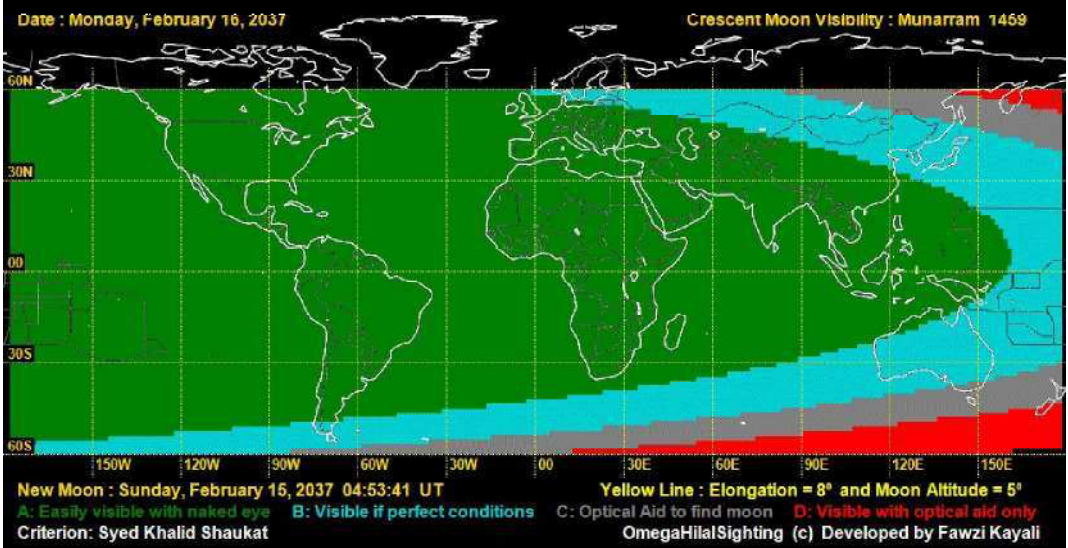 Date : Monday, February 16, 2037 Crescent Moon Visibility : Muharram 1459
60N
30N
00
30S
60S
150W 120W 90W 60W 30W 00 30E 60E 90E 120E 150E
New Moon : Sunday, February 15, 2037 04:53:41 UT Yellow Line : Elongation = 8° and Moon Altitude = 5°
A: Easily visible with naked eye B: Visible if perfect conditions C: Optical Aid to find moon D: Visible with optical aid only
Criterion: Syed Khalid Shaukat OmegaHilalSighting (c) Developed by Fawzi Kayali